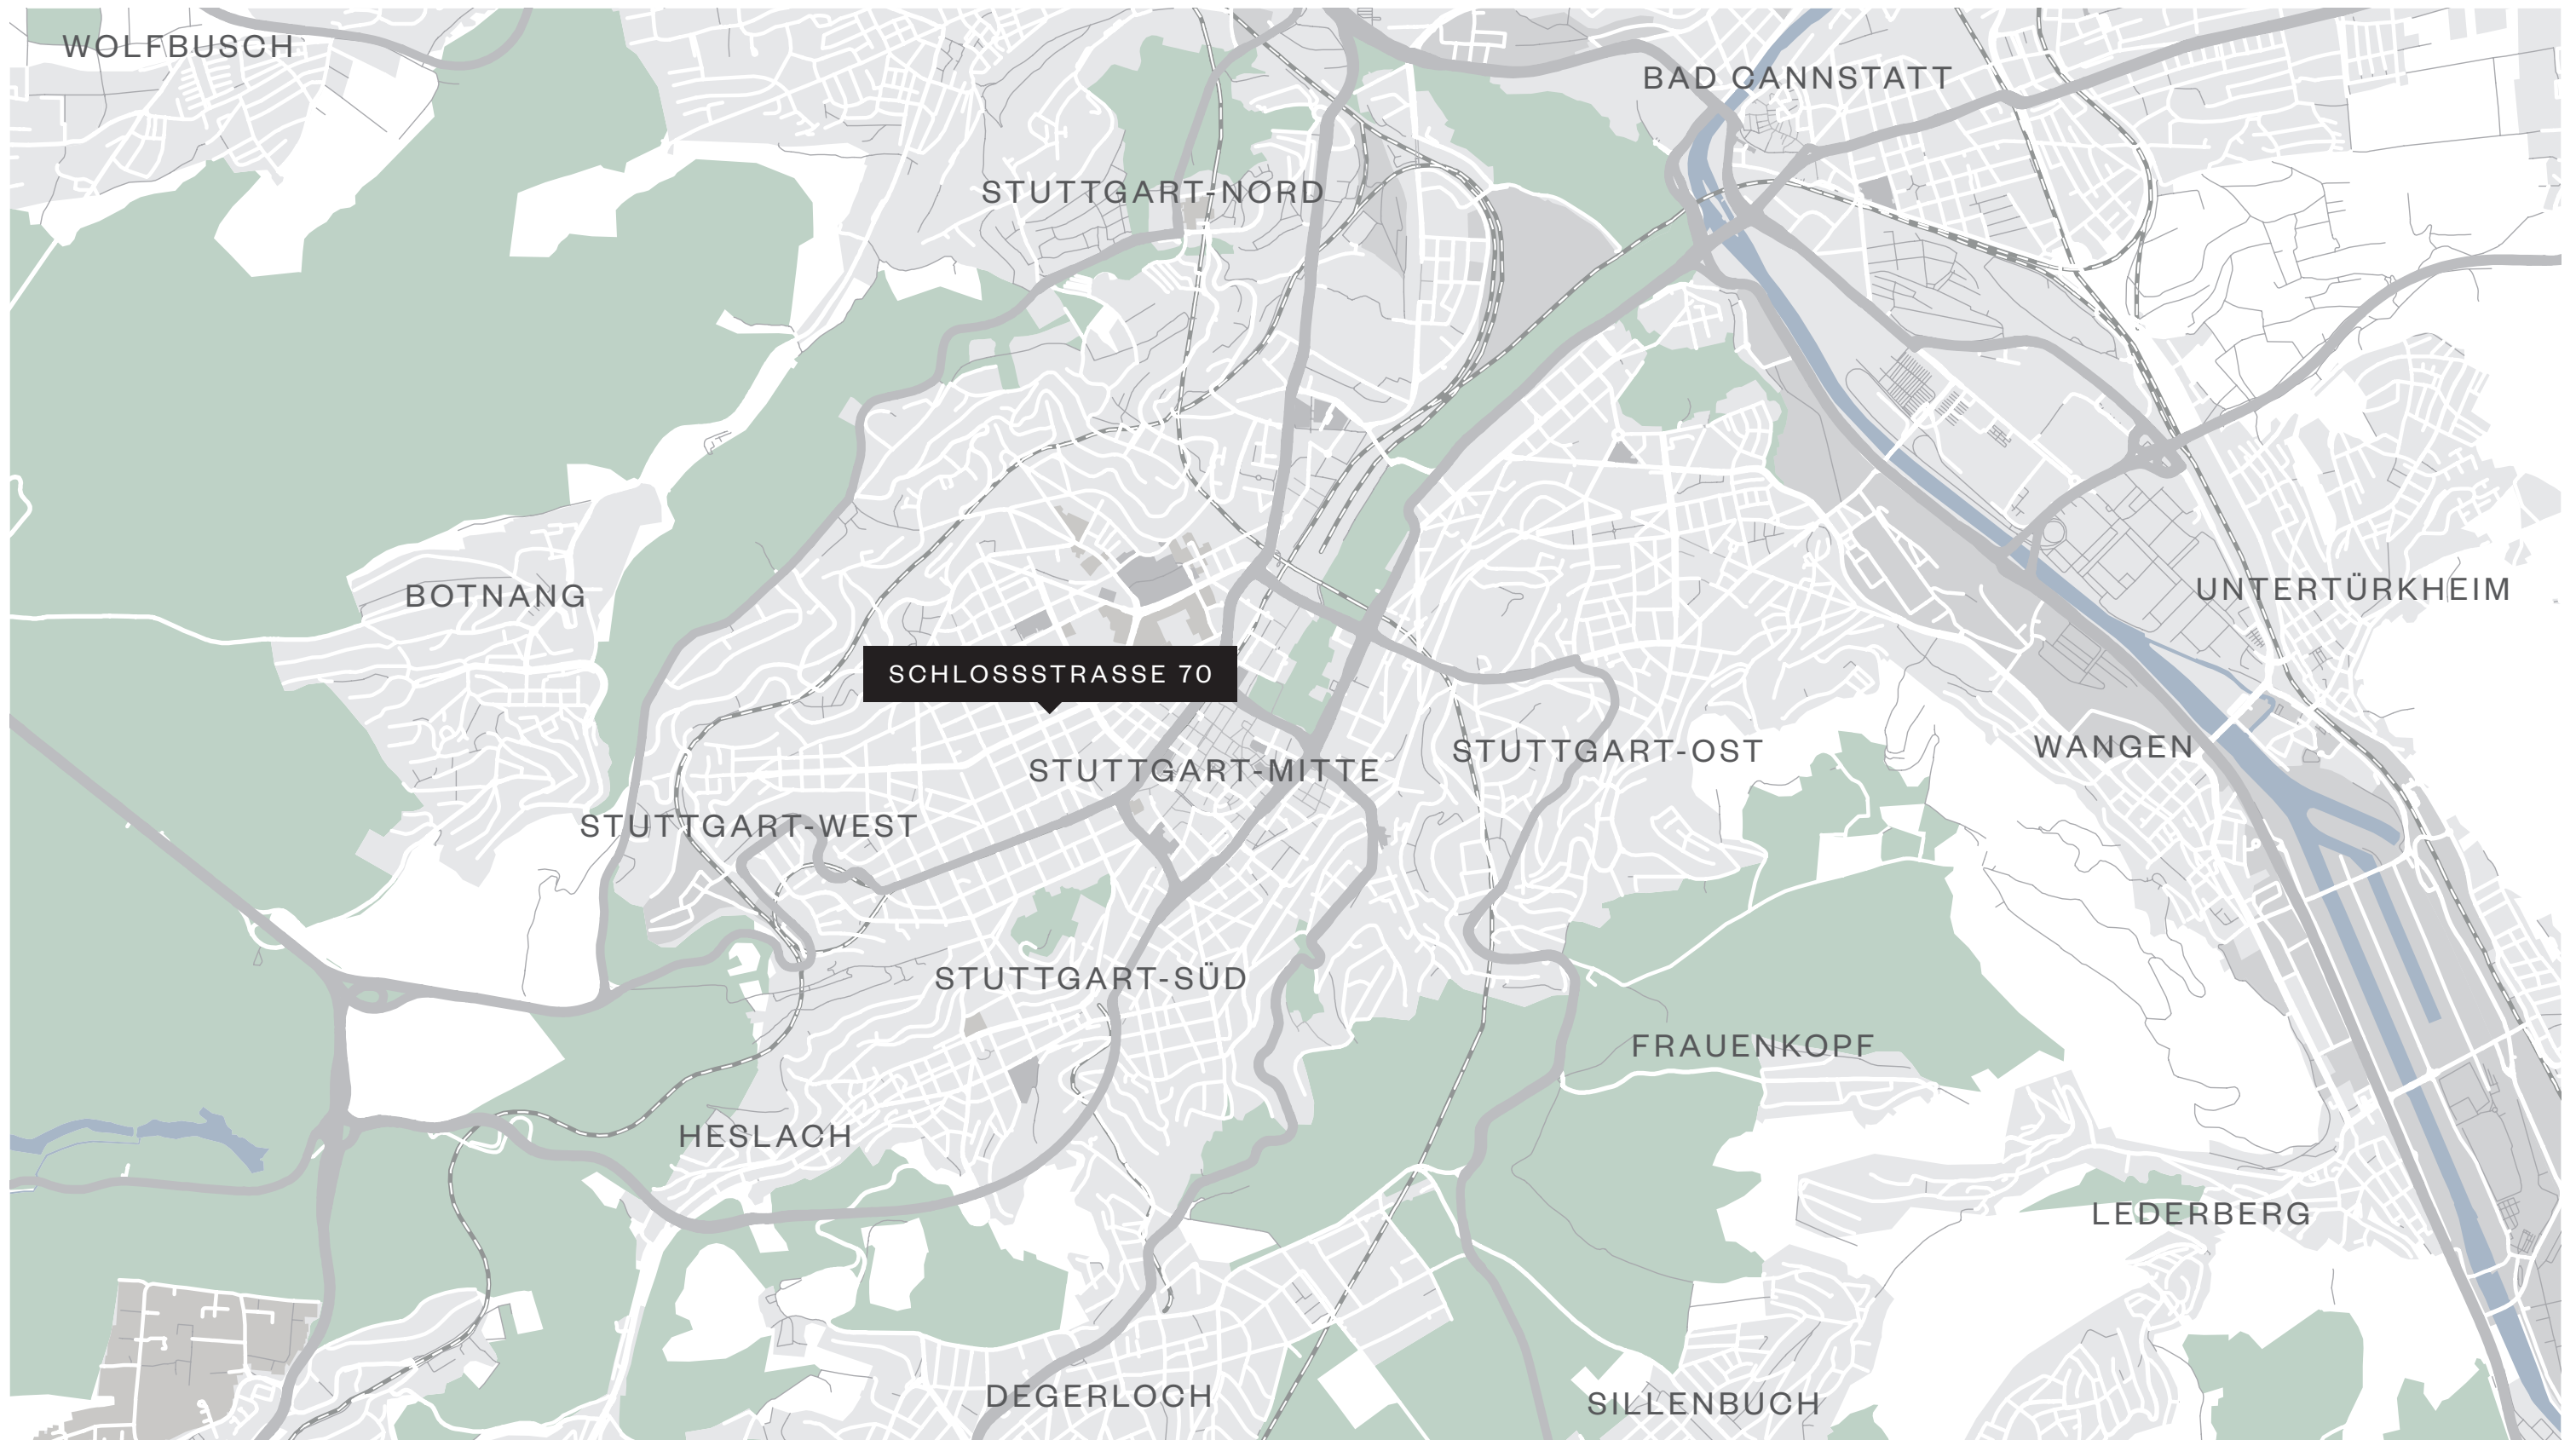 WOLFBUSCH
BAD CANNSTATT
STUTTGART-NORD
BOTNANG
UNTERTÜRKHEIM
SCHLOSSSTRASSE 70
STUTTGART-MITTE
STUTTGART-OST
WANGEN
STUTTGART-WEST
STUTTGART-SÜD
FRAUENKOPF
HESLACH
LEDERBERG
DEGERLOCH
SILLENBUCH